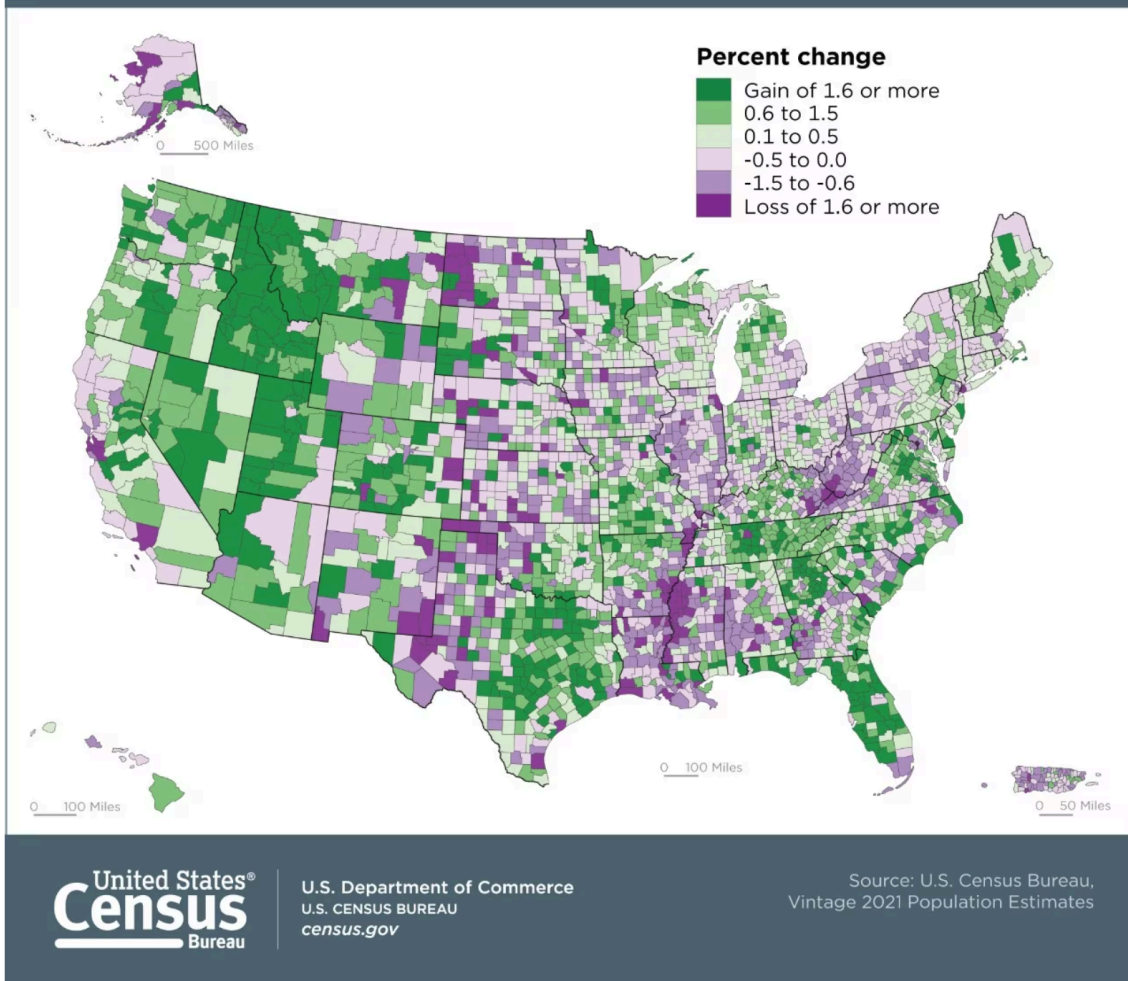 Percent change
Gain of 1.6 or more
0.6 to 1.5
0.1 to 0.5
-0.5 to 0.0
-1.5 to -0.6
Loss of 1.6 or more
0 500 Miles
0 100 Miles
0 100 Miles
0 50 Miles
United States®
Census
Bureau
U.S. Department of Commerce
U.S. CENSUS BUREAU
census.gov
Source: U.S. Census Bureau,
Vintage 2021 Population Estimates